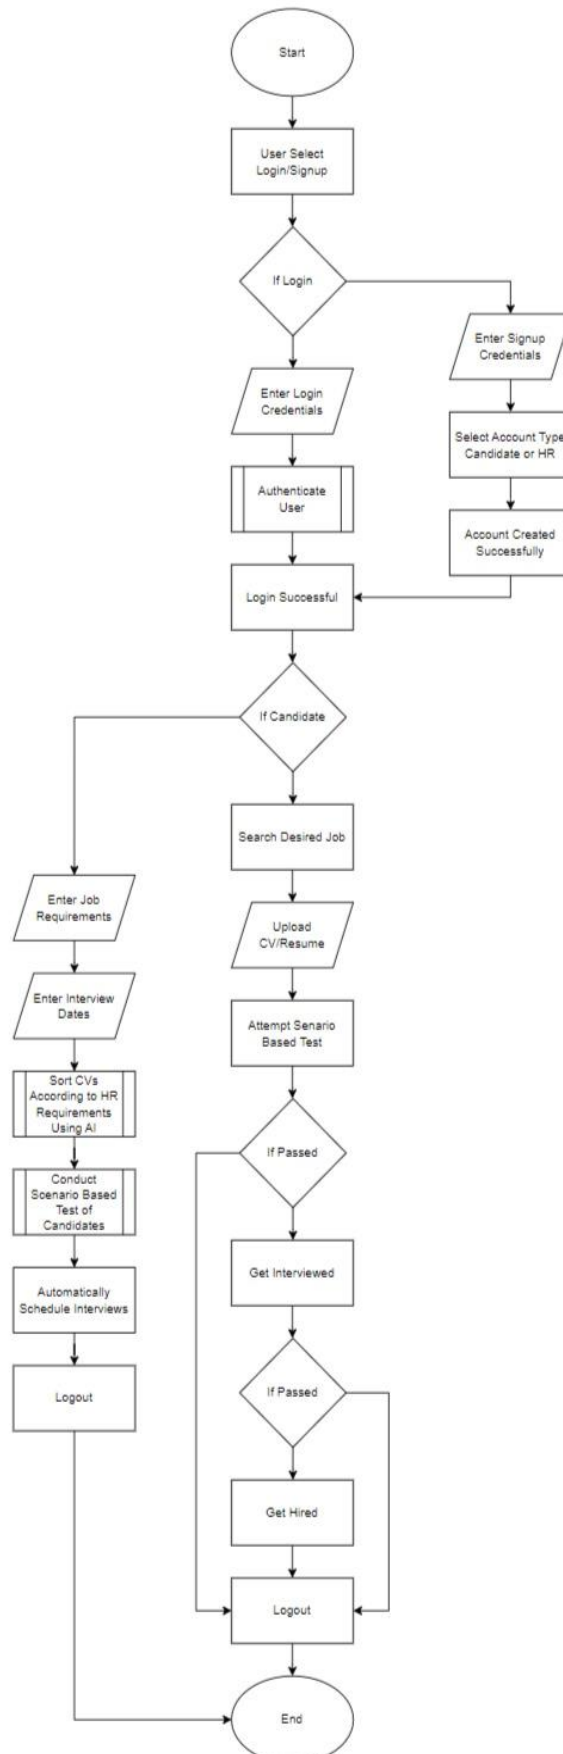 Start
User Select
Login/Signup
If Login
Enter Signup
Credentials
Enter Login
Credentials
Select Account Type
Candidate or HR
Authenticate
User
Account Created
Successfully
Login Successful
If Candidate
Search Desired Job
Enter Job
Requirements
Upload
CV/Resume
Enter Interview
Dates
Attempt Senario
Based Test
Sort CVs
According to HR
Requirements
Using AI
If Passed
Conduct
Scenario Based
Test of
Candidates
Get Interviewed
Automatically
Schedule Interviews
If Passed
Logout
Get Hired
Logout
End